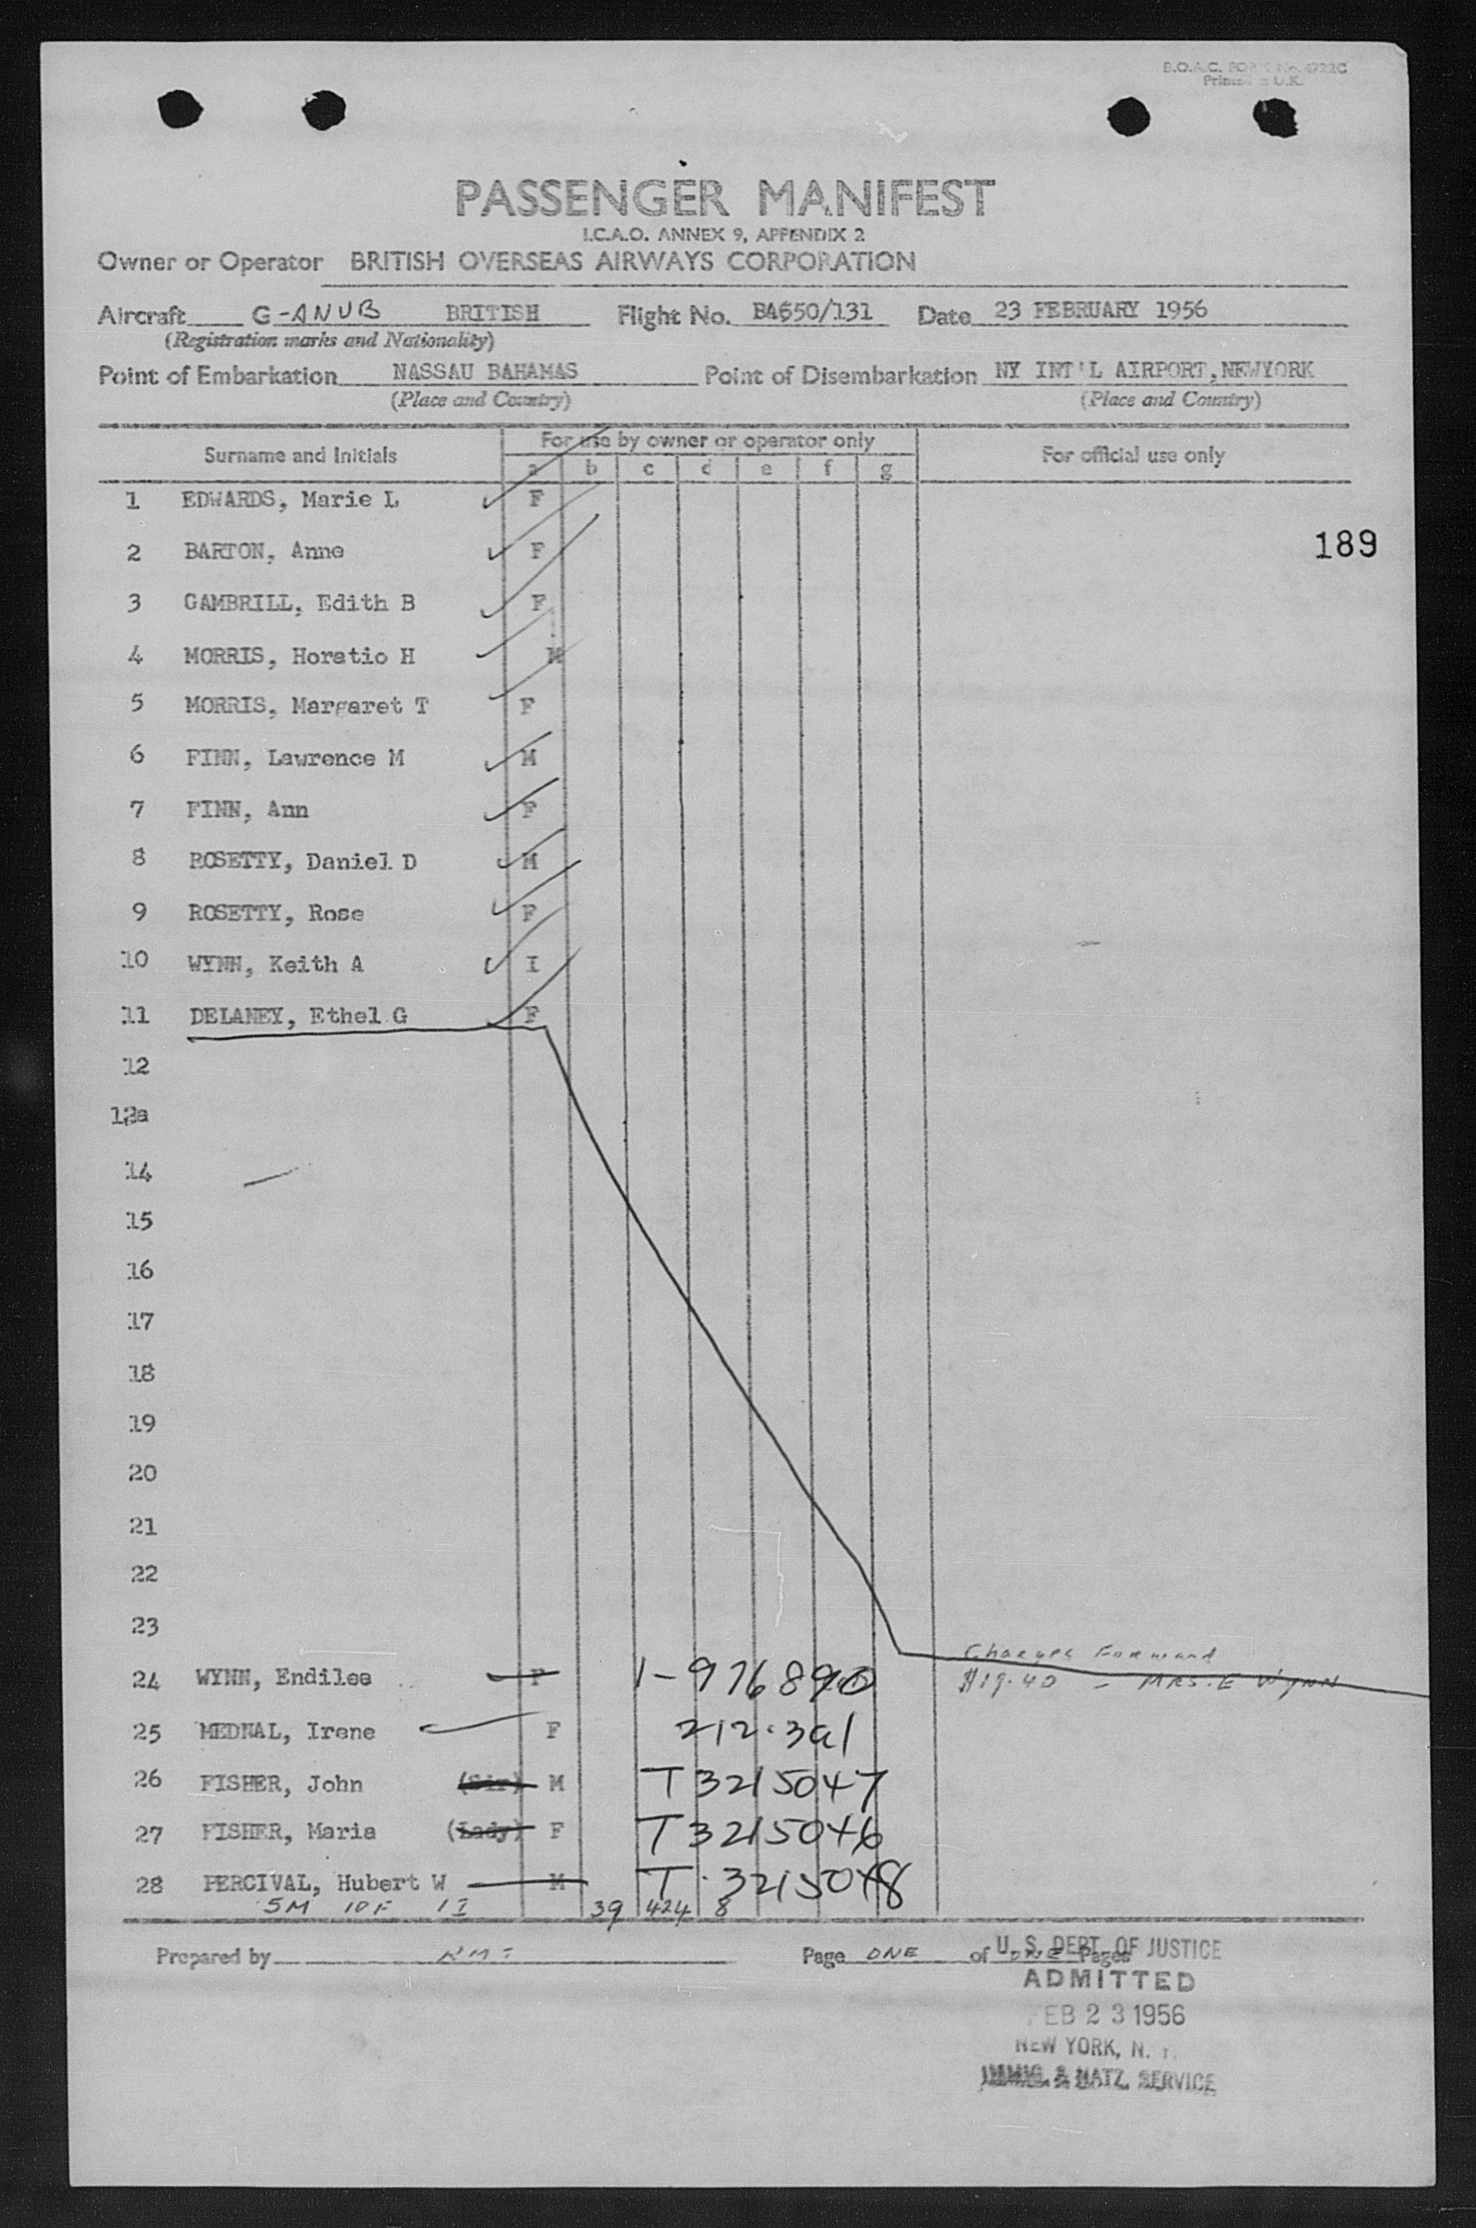 B.O.A.C. FORM No. 4722C
Printed in U.K.
PASSENGER MANIFEST
I.C.A.O. ANNEX 9, APPENDIX 2
Owner or Operator BRITISH OVERSEAS AIRWAYS CORPORATION
Aircraft G-ANUB BRITISH Flight No. BA650/131 Date 23 FEBRUARY 1956
(Registration marks and Nationality)
Point of Embarkation NASSAU BAHAMAS Point of Disembarkation NY INT'L AIRPORT, NEWYORK
(Place and Country) (Place and Country)
Surname and Initials For use by owner or operator only For official use only
a b c d e f g
1 EDWARDS, Marie L F
189
2 BARTON, Anne F
3 GAMBRILL, Edith B F
4 MORRIS, Horatio H M
5 MORRIS, Margaret T F
6 FINN, Lawrence M M
7 FINN, Ann F
8 ROSETTY, Daniel D M
9 ROSETTY, Rose F
10 WYNN, Keith A I
11 DELANEY, Ethel G F
12
12a
14
15
16
17
18
19
20
21
22
23
Charges Forward
24 WYNN, Endilee F 1-976890 $19.40 - MRS. E WYNN
25 MEDNAL, Irene F 212.391
26 FISHER, John (Sir) M T3215047
27 FISHER, Maria (Lady) F T3215046
28 PERCIVAL, Hubert W M T.3215048
5M 10F 1I 39 424 8
Prepared by Page ONE of ONE Pages
U. S. DEPT. OF JUSTICE
ADMITTED
FEB 23 1956
NEW YORK, N. Y.
IMMIG. & NATZ. SERVICE